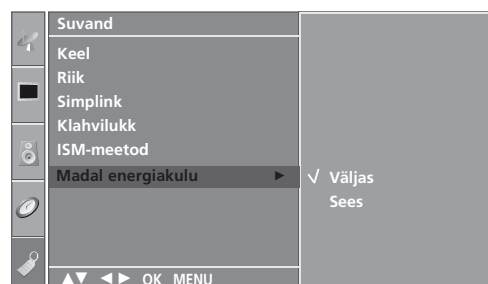 Suvand
Keel
Riik
Simplink
Klahvilukk
ISM-meetod
Madal energiakulu ► √ Väljas
Sees
▲▼ ◄► OK MENU